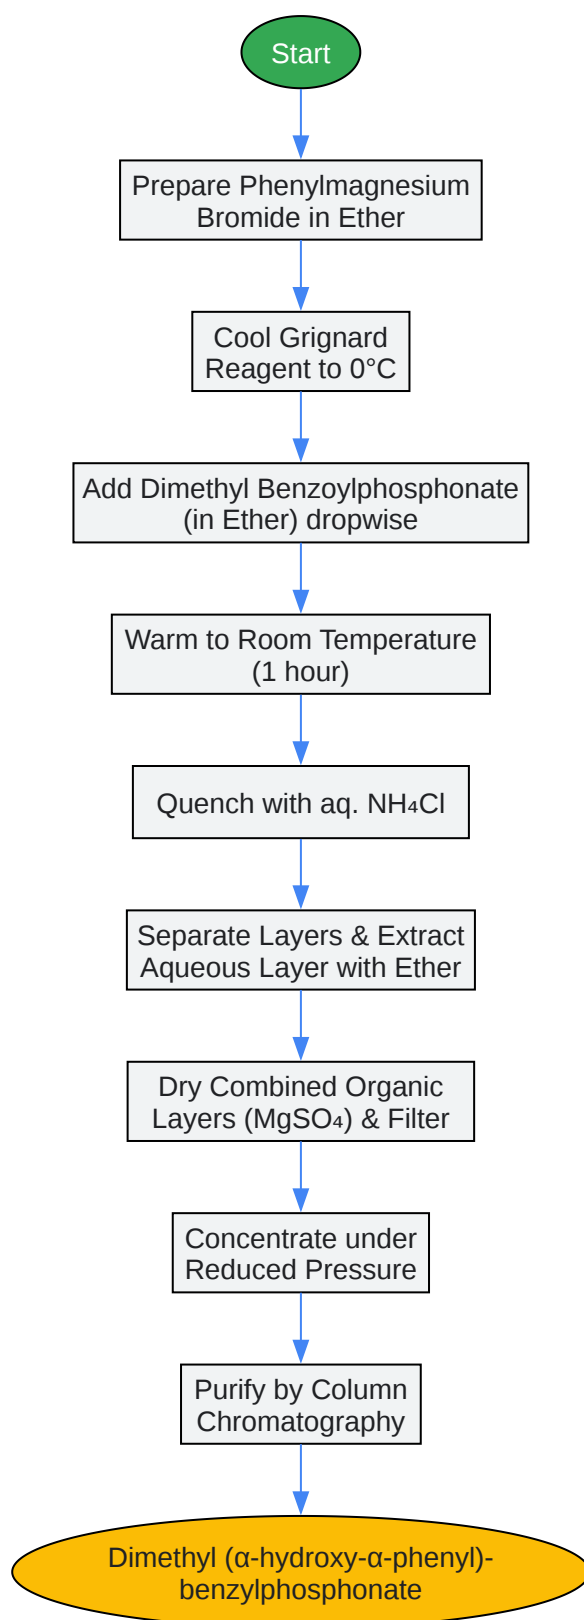 Start
Prepare Phenylmagnesium
Bromide in Ether
Cool Grignard
Reagent to 0°C
Add Dimethyl Benzoylphosphonate
(in Ether) dropwise
Warm to Room Temperature
(1 hour)
Quench with aq. NH₄Cl
Separate Layers & Extract
Aqueous Layer with Ether
Dry Combined Organic
Layers (MgSO₄) & Filter
Concentrate under
Reduced Pressure
Purify by Column
Chromatography
Dimethyl (α-hydroxy-α-phenyl)-
benzylphosphonate